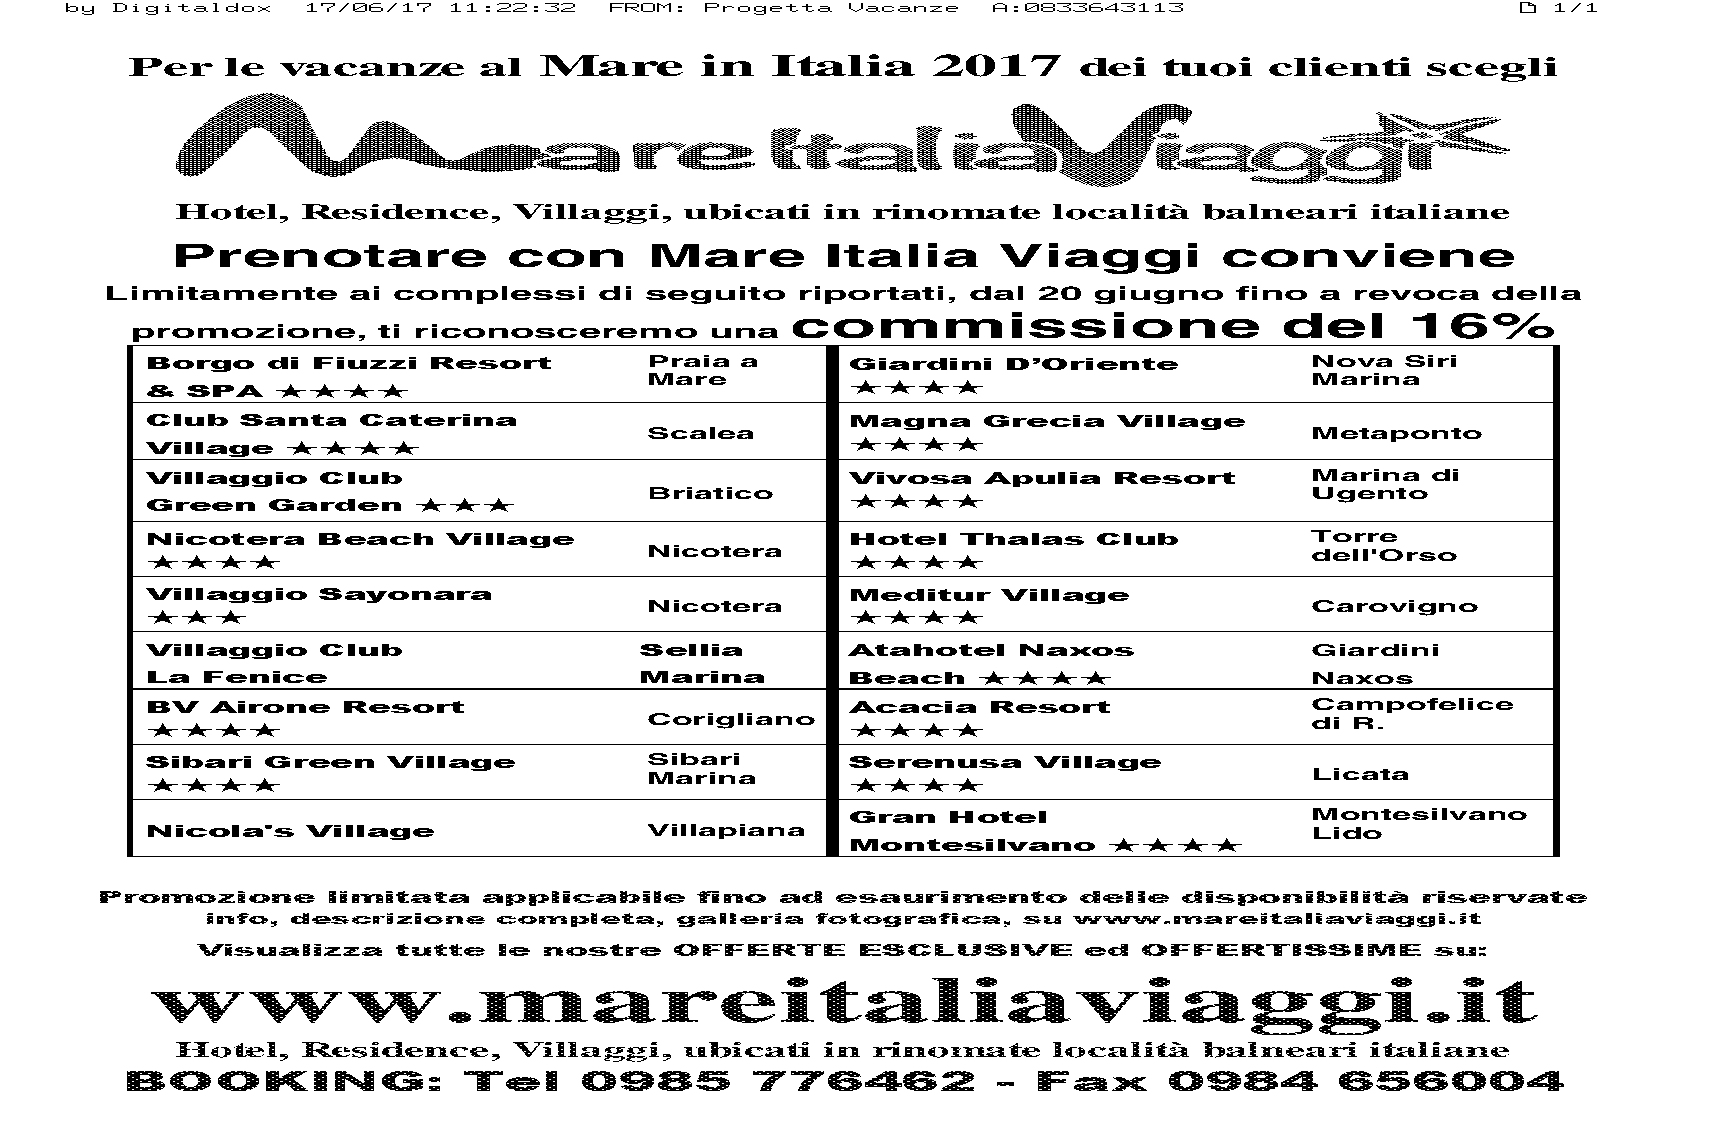 by Digitaldox 17/06/17 11:22:32 FROM: Progetta Vacanze A:0833643113 1/1
Per le vacanze al Mare in Italia 2017 dei tuoi clienti scegli
Mare Italia Viaggi
Hotel, Residence, Villaggi, ubicati in rinomate località balneari italiane
Prenotare con Mare Italia Viaggi conviene
Limitamente ai complessi di seguito riportati, dal 20 giugno fino a revoca della
promozione, ti riconosceremo una commissione del 16%
Borgo di Fiuzzi Resort
& SPA ★★★★
Praia a
Mare
Giardini D’Oriente
★★★★
Nova Siri
Marina
Club Santa Caterina
Village ★★★★
Scalea
Magna Grecia Village
★★★★
Metaponto
Villaggio Club
Green Garden ★★★
Briatico
Vivosa Apulia Resort
★★★★
Marina di
Ugento
Nicotera Beach Village
★★★★
Nicotera
Hotel Thalas Club
★★★★
Torre
dell'Orso
Villaggio Sayonara
★★★
Nicotera
Meditur Village
★★★★
Carovigno
Villaggio Club
La Fenice
Sellia
Marina
Atahotel Naxos
Beach ★★★★
Giardini
Naxos
BV Airone Resort
★★★★
Corigliano
Acacia Resort
★★★★
Campofelice
di R.
Sibari Green Village
★★★★
Sibari
Marina
Serenusa Village
★★★★
Licata
Nicola's Village
Villapiana
Gran Hotel
Montesilvano ★★★★
Montesilvano
Lido
Promozione limitata applicabile fino ad esaurimento delle disponibilità riservate
info, descrizione completa, galleria fotografica, su www.mareitaliaviaggi.it
Visualizza tutte le nostre OFFERTE ESCLUSIVE ed OFFERTISSIME su:
www.mareitaliaviaggi.it
Hotel, Residence, Villaggi, ubicati in rinomate località balneari italiane
BOOKING: Tel 0985 776462 - Fax 0984 656004